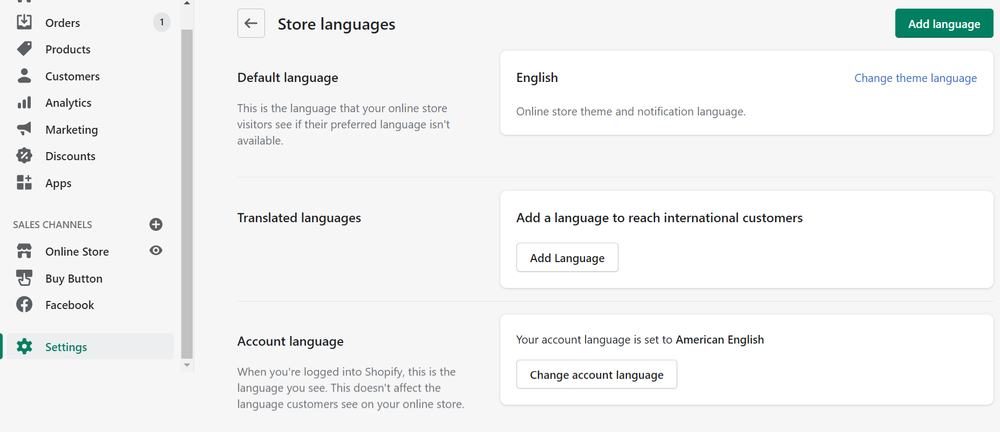 Orders
1
Products
Customers
Analytics
Marketing
Discounts
Apps
SALES CHANNELS
Online Store
Buy Button
Facebook
Settings
Store languages
Add language
Default language
This is the language that your online store
visitors see if their preferred language isn't
available.
English
Change theme language
Online store theme and notification language.
Translated languages
Add a language to reach international customers
Add Language
Account language
When you're logged into Shopify, this is the
language you see. This doesn't affect the
language customers see on your online store.
Your account language is set to American English
Change account language